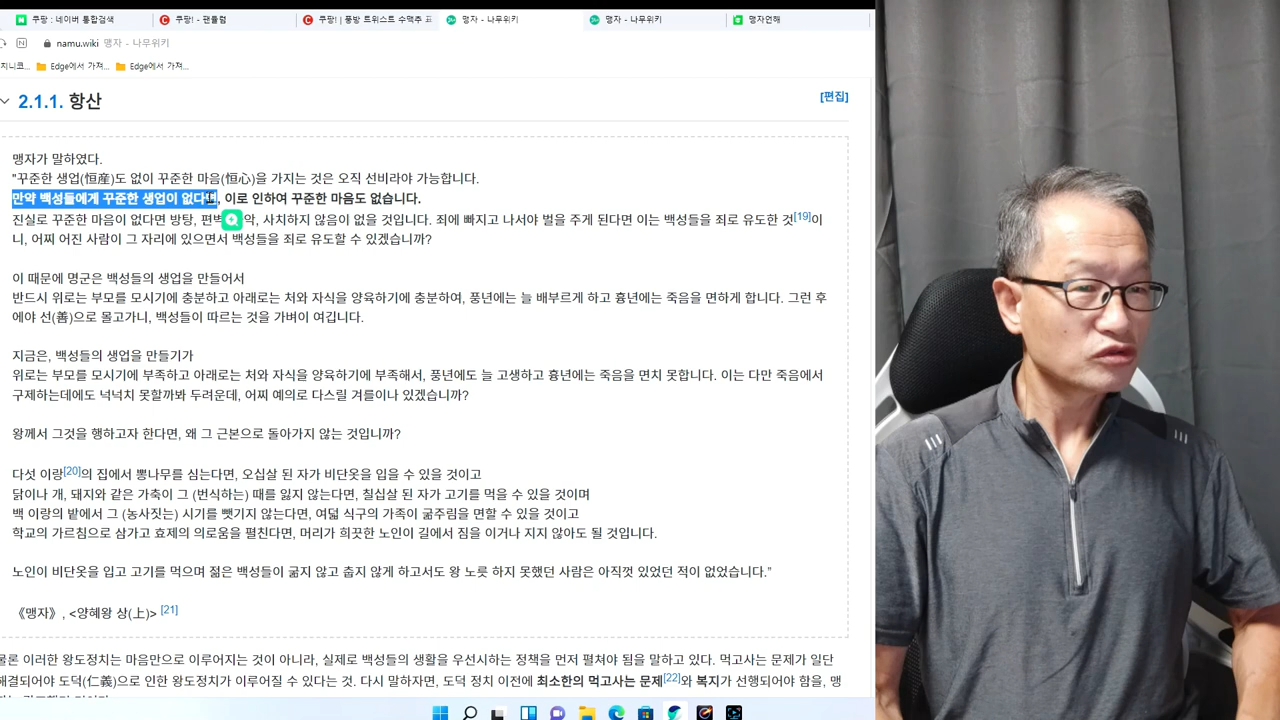 쿠팡 : 네이버 통합검색
쿠팡! - 팬틀럼
쿠팡! | 풍방 트위스트 수맥추 표
맹자 - 나무위키
맹자 - 나무위키
맹자언해
namu.wiki 맹자 - 나무위키
지니코... Edge에서 가져... Edge에서 가져...
2.1.1. 항산
[편집]
맹자가 말하였다.
"꾸준한 생업(恒産)도 없이 꾸준한 마음(恒心)을 가지는 것은 오직 선비라야 가능합니다.
만약 백성들에게 꾸준한 생업이 없다면, 이로 인하여 꾸준한 마음도 없습니다.
진실로 꾸준한 마음이 없다면 방탕, 편벽 악, 사치하지 않음이 없을 것입니다. 죄에 빠지고 나서야 벌을 주게 된다면 이는 백성들을 죄로 유도한 것[19]이
니, 어찌 어진 사람이 그 자리에 있으면서 백성들을 죄로 유도할 수 있겠습니까?
이 때문에 명군은 백성들의 생업을 만들어서
반드시 위로는 부모를 모시기에 충분하고 아래로는 처와 자식을 양육하기에 충분하여, 풍년에는 늘 배부르게 하고 흉년에는 죽음을 면하게 합니다. 그런 후
에야 선(善)으로 몰고가니, 백성들이 따르는 것을 가벼이 여깁니다.
지금은, 백성들의 생업을 만들기가
위로는 부모를 모시기에 부족하고 아래로는 처와 자식을 양육하기에 부족해서, 풍년에도 늘 고생하고 흉년에는 죽음을 면치 못합니다. 이는 다만 죽음에서
구제하는데에도 넉넉치 못할까봐 두려운데, 어찌 예의로 다스릴 겨를이나 있겠습니까?
왕께서 그것을 행하고자 한다면, 왜 그 근본으로 돌아가지 않는 것입니까?
다섯 이랑[20]의 집에서 뽕나무를 심는다면, 오십살 된 자가 비단옷을 입을 수 있을 것이고
닭이나 개, 돼지와 같은 가축이 그 (번식하는) 때를 잃지 않는다면, 칠십살 된 자가 고기를 먹을 수 있을 것이며
백 이랑의 밭에서 그 (농사짓는) 시기를 뺏기지 않는다면, 여덟 식구의 가족이 굶주림을 면할 수 있을 것이고
학교의 가르침으로 삼가고 효제의 의로움을 펼친다면, 머리가 희끗한 노인이 길에서 짐을 이거나 지지 않아도 될 것입니다.
노인이 비단옷을 입고 고기를 먹으며 젊은 백성들이 굶지 않고 춥지 않게 하고서도 왕 노릇 하지 못했던 사람은 아직껏 있었던 적이 없었습니다."
《맹자》, <양혜왕 상(上)> [21]
물론 이러한 왕도정치는 마음만으로 이루어지는 것이 아니라, 실제로 백성들의 생활을 우선시하는 정책을 먼저 펼쳐야 됨을 말하고 있다. 먹고사는 문제가 일단
해결되어야 도덕(仁義)으로 인한 왕도정치가 이루어질 수 있다는 것. 다시 말하자면, 도덕 정치 이전에 최소한의 먹고사는 문제[22]와 복지가 선행되어야 함을, 맹